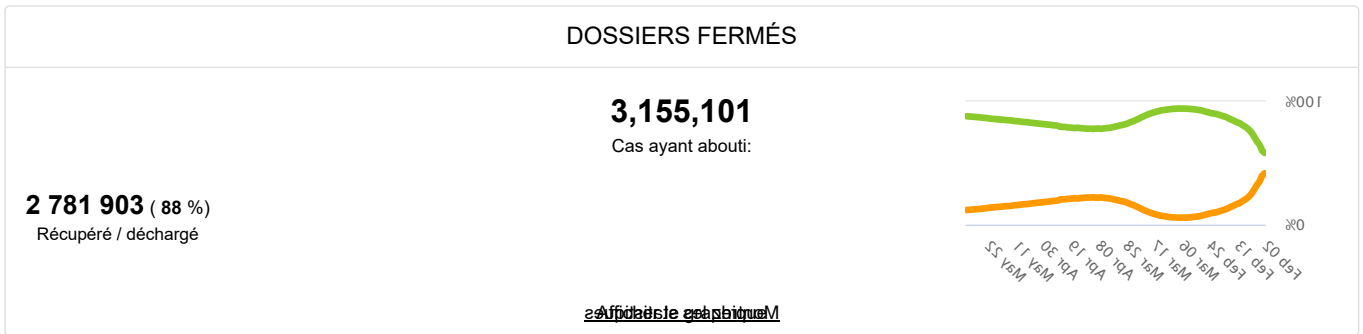 DOSSIERS FERMÉS
3,155,101
Cas ayant abouti:
2 781 903 ( 88 %)
Récupéré / déchargé
100%
0%
Feb 02
Feb 13
Feb 24
Mar 06
Mar 17
Mar 28
Apr 08
Apr 19
Apr 30
May 11
May 22